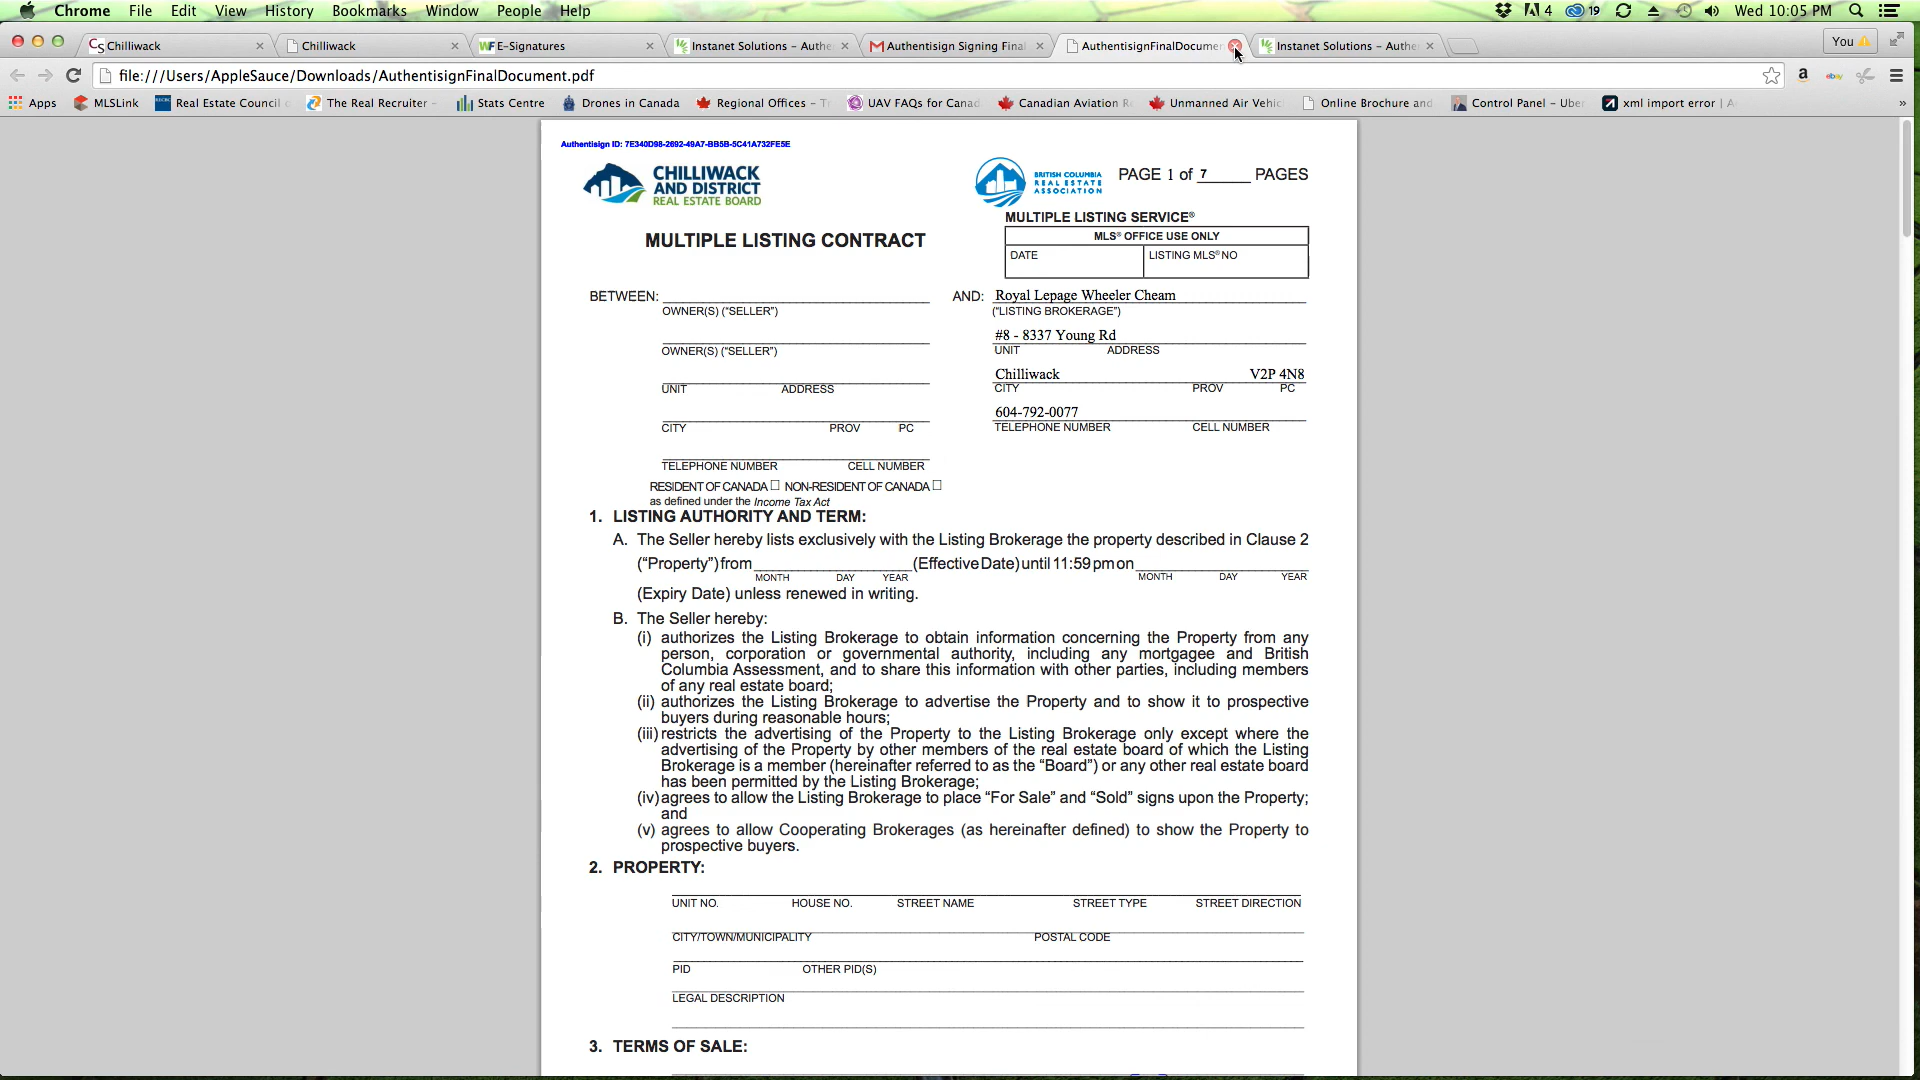 Chrome File Edit View History Bookmarks Window People Help 4 19 Wed 10:05 PM
Chilliwack Chilliwack E-Signatures Instanet Solutions – Authe Authentisign Signing Final AuthentisignFinalDocumen Instanet Solutions – Authe You
file:///Users/AppleSauce/Downloads/AuthentisignFinalDocument.pdf
Apps MLSLink Real Estate Council The Real Recruiter – Stats Centre Drones in Canada Regional Offices – T UAV FAQs for Canad Canadian Aviation R Unmanned Air Vehic Online Brochure and Control Panel – Ube xml import error | A »
Authentisign ID: 7E340D98-2692-49A7-BB5B-5C41A732FE5E
CHILLIWACK
AND DISTRICT
REAL ESTATE BOARD
BRITISH COLUMBIA
REAL ESTATE
ASSOCIATION
PAGE 1 of 7 PAGES
MULTIPLE LISTING SERVICE®
MLS® OFFICE USE ONLY
DATE LISTING MLS® NO
MULTIPLE LISTING CONTRACT
BETWEEN:
OWNER(S) (“SELLER”)
OWNER(S) (“SELLER”)
UNIT ADDRESS
CITY PROV PC
TELEPHONE NUMBER CELL NUMBER
RESIDENT OF CANADA ☐ NON-RESIDENT OF CANADA ☐
as defined under the Income Tax Act
AND: Royal Lepage Wheeler Cheam
(“LISTING BROKERAGE”)
#8 - 8337 Young Rd
UNIT ADDRESS
Chilliwack V2P 4N8
CITY PROV PC
604-792-0077
TELEPHONE NUMBER CELL NUMBER
1. LISTING AUTHORITY AND TERM:
A. The Seller hereby lists exclusively with the Listing Brokerage the property described in Clause 2
(“Property”) from (Effective Date) until 11:59 pm on
MONTH DAY YEAR MONTH DAY YEAR
(Expiry Date) unless renewed in writing.
B. The Seller hereby:
(i) authorizes the Listing Brokerage to obtain information concerning the Property from any
person, corporation or governmental authority, including any mortgagee and British
Columbia Assessment, and to share this information with other parties, including members
of any real estate board;
(ii) authorizes the Listing Brokerage to advertise the Property and to show it to prospective
buyers during reasonable hours;
(iii) restricts the advertising of the Property to the Listing Brokerage only except where the
advertising of the Property by other members of the real estate board of which the Listing
Brokerage is a member (hereinafter referred to as the “Board”) or any other real estate board
has been permitted by the Listing Brokerage;
(iv) agrees to allow the Listing Brokerage to place “For Sale” and “Sold” signs upon the Property;
and
(v) agrees to allow Cooperating Brokerages (as hereinafter defined) to show the Property to
prospective buyers.
2. PROPERTY:
UNIT NO. HOUSE NO. STREET NAME STREET TYPE STREET DIRECTION
CITY/TOWN/MUNICIPALITY POSTAL CODE
PID OTHER PID(S)
LEGAL DESCRIPTION
3. TERMS OF SALE: